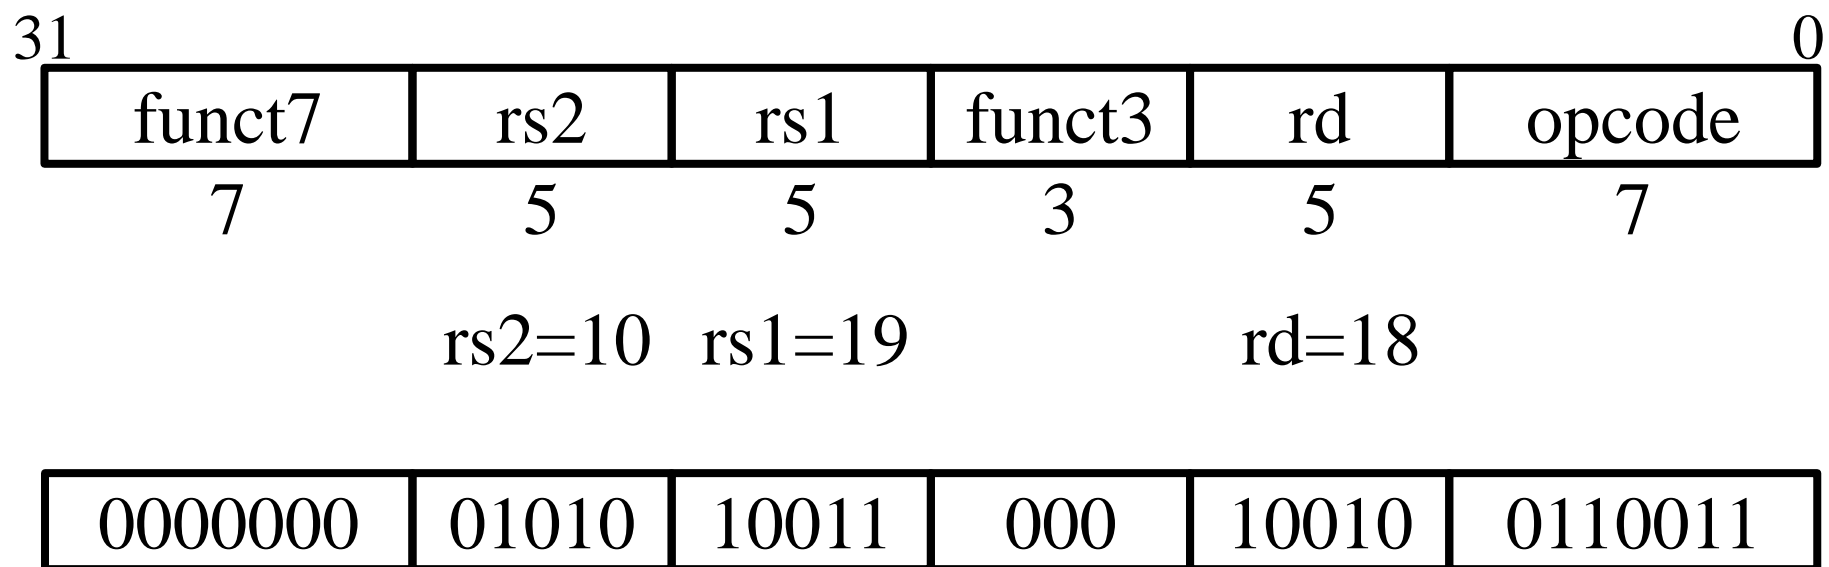 31 0
funct7 rs2 rs1 funct3 rd opcode
7 5 5 3 5 7
rs2=10 rs1=19 rd=18
0000000 01010 10011 000 10010 0110011